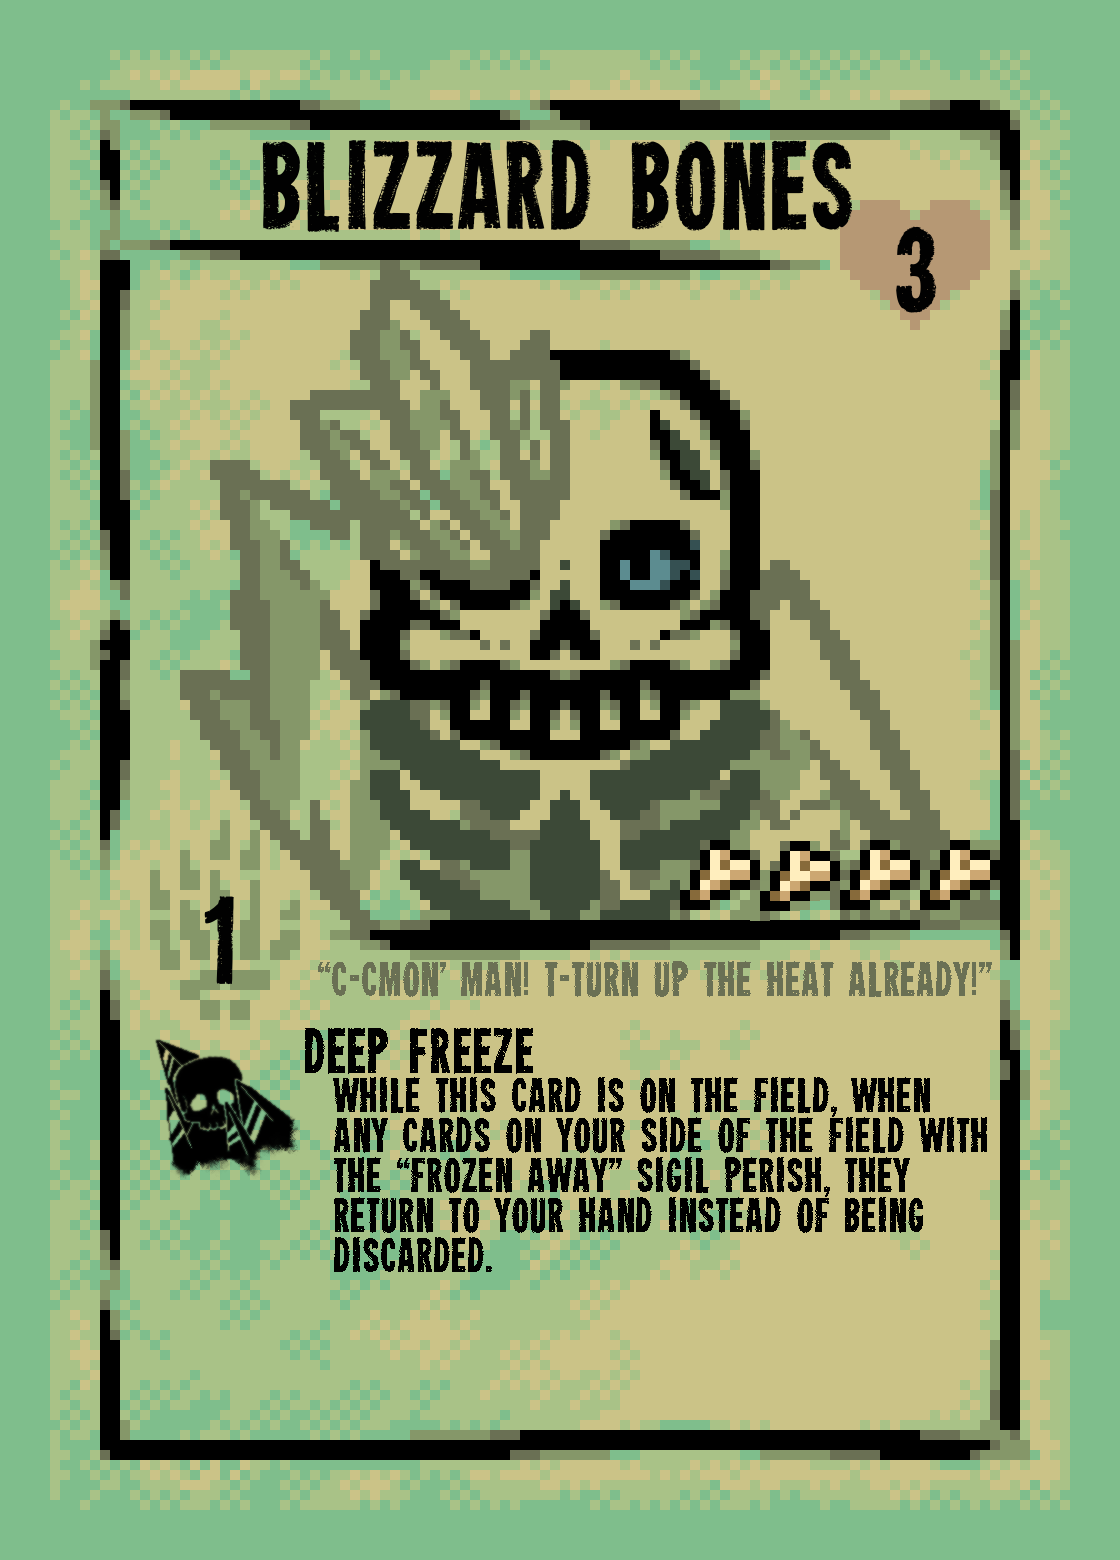 BLIZZARD BONES
3
1
“C-CMON’ MAN! T-TURN UP THE HEAT ALREADY!”
DEEP FREEZE
WHILE THIS CARD IS ON THE FIELD, WHEN
ANY CARDS ON YOUR SIDE OF THE FIELD WITH
THE “FROZEN AWAY” SIGIL PERISH, THEY
RETURN TO YOUR HAND INSTEAD OF BEING
DISCARDED.